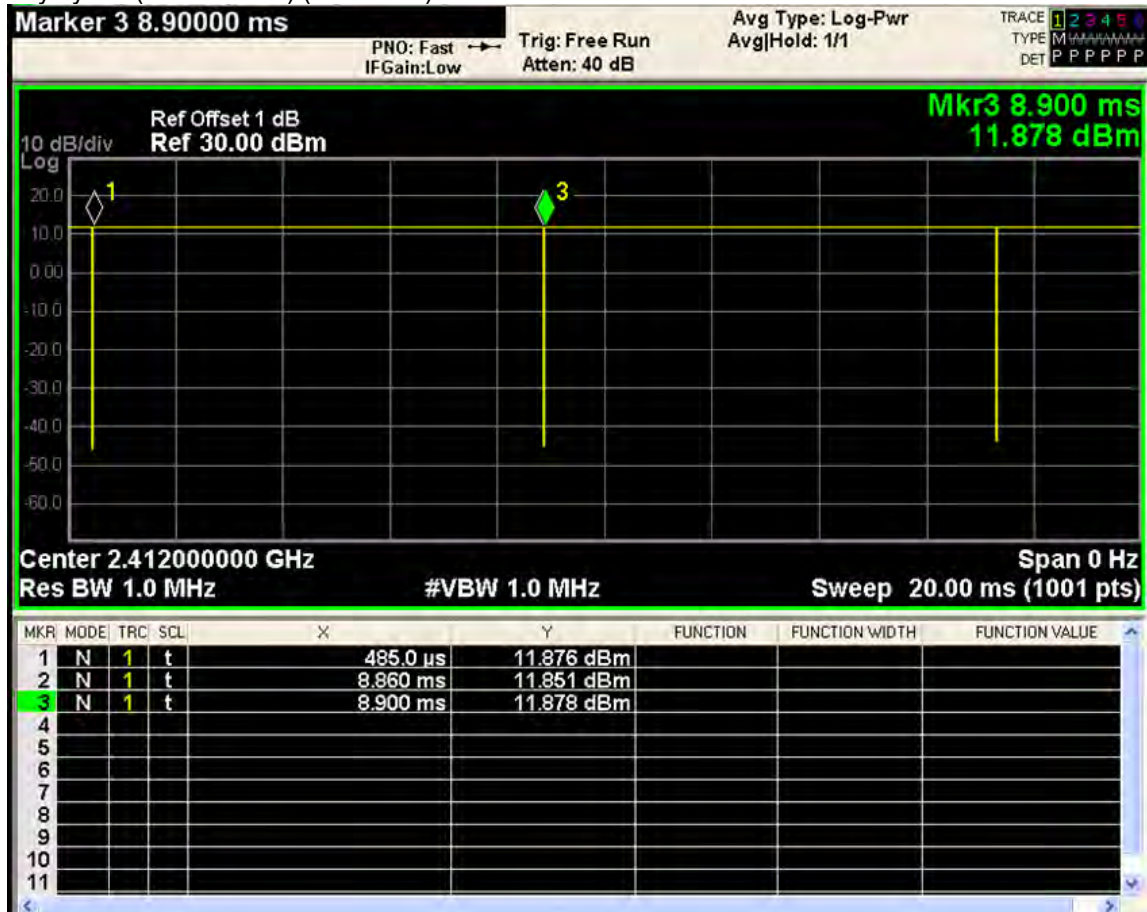 Marker 3 8.90000 ms
PNO: Fast
IFGain:Low
Trig: Free Run
Atten: 40 dB
Avg Type: Log-Pwr
Avg|Hold: 1/1
TRACE 1 2 3 4 5 6
TYPE M
DET P P P P P P
Mkr3 8.900 ms
11.878 dBm
Ref Offset 1 dB
10 dB/div Ref 30.00 dBm
Log
20.0
10.0
0.00
-10.0
-20.0
-30.0
-40.0
-50.0
-60.0
1
3
Center 2.412000000 GHz
Span 0 Hz
Res BW 1.0 MHz
#VBW 1.0 MHz
Sweep 20.00 ms (1001 pts)
MKR MODE TRC SCL X Y FUNCTION FUNCTION WIDTH FUNCTION VALUE
1 N 1 t 485.0 µs 11.876 dBm
2 N 1 t 8.860 ms 11.851 dBm
3 N 1 t 8.900 ms 11.878 dBm
4
5
6
7
8
9
10
11